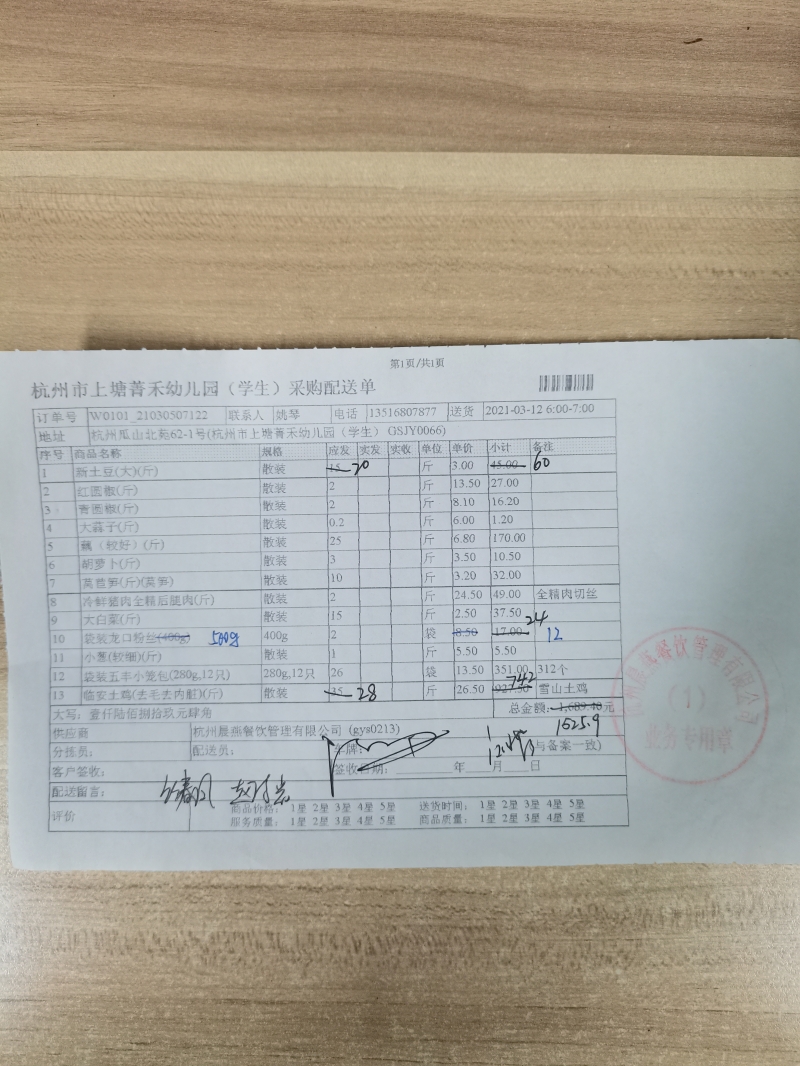 第1页/共1页
杭州市上塘菁禾幼儿园（学生）采购配送单
订单号 W0101_21030507122 联系人 姚琴 电话 13516807877 送货 2021-03-12 6:00-7:00
地址 杭州瓜山北苑62-1号(杭州市上塘菁禾幼儿园（学生） GSJY0066)
序号 商品名称 规格 应发 实发 实收 单位 单价 小计 备注
1 新土豆(大)(斤) 散装 15 20 斤 3.00 45.00 60
2 红圆椒(斤) 散装 2 斤 13.50 27.00
3 青圆椒(斤) 散装 2 斤 8.10 16.20
4 大蒜子(斤) 散装 0.2 斤 6.00 1.20
5 藕（较好）(斤) 散装 25 斤 6.80 170.00
6 胡萝卜(斤) 散装 3 斤 3.50 10.50
7 莴苣笋(斤)(莴笋) 散装 10 斤 3.20 32.00
8 冷鲜猪肉全精后腿肉(斤) 散装 2 斤 24.50 49.00 全精肉切丝
9 大白菜(斤) 散装 15 斤 2.50 37.50
10 袋装龙口粉丝(400g) 500g 400g 2 袋 8.50 17.00 24 12
11 小葱(较细)(斤) 散装 1 斤 5.50 5.50
12 袋装五丰小笼包(280g,12只) 280g,12只 26 袋 13.50 351.00 312个
13 临安土鸡(去毛去内脏)(斤) 散装 35 28 斤 26.50 927.50 742 雪山土鸡
大写：壹仟陆佰捌拾玖元肆角 总金额：1,689.40元
1525.9
供应商 杭州晨燕餐饮管理有限公司 (gys0213)
分拣员： 配送员： 车牌： 与备案一致)
客户签收： 签收日期： 年 月 日
配送留言：
评价 商品价格： 1星 2星 3星 4星 5星 送货时间： 1星 2星 3星 4星 5星
服务质量： 1星 2星 3星 4星 5星 商品质量： 1星 2星 3星 4星 5星
杭州晨燕餐饮管理有限公司
(1)
业务专用章